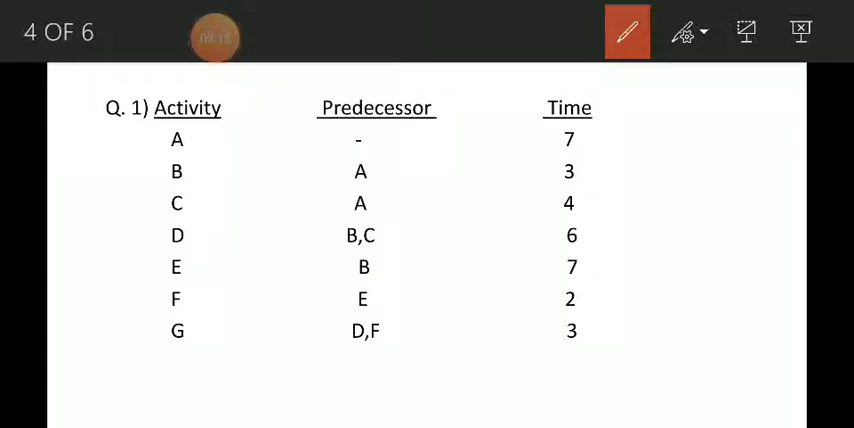 4 OF 6
Q. 1) Activity Predecessor Time
A - 7
B A 3
C A 4
D B,C 6
E B 7
F E 2
G D,F 3